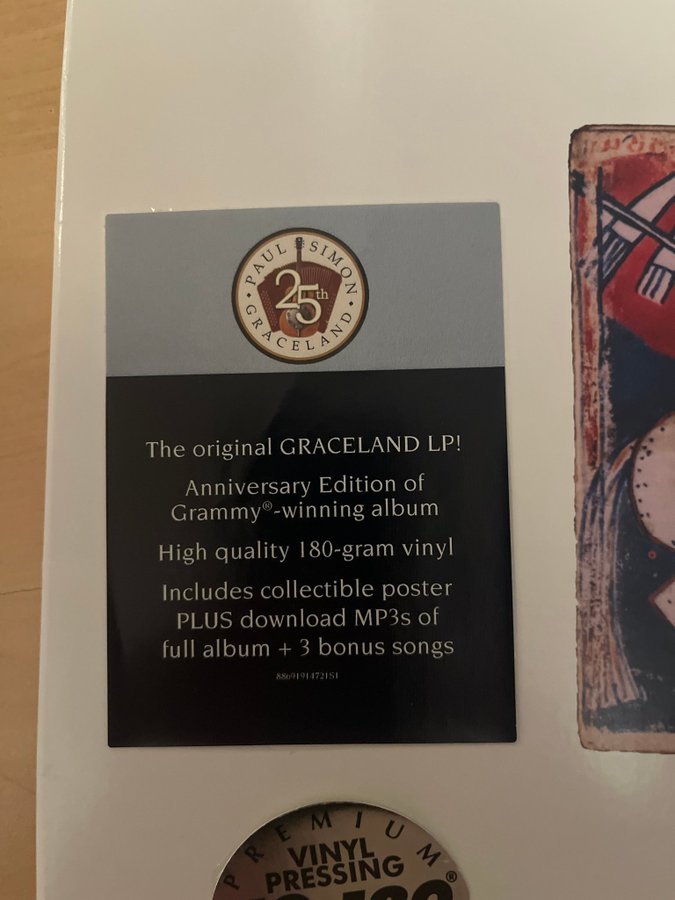 PAUL SIMON
25th
GRACELAND
The original GRACELAND LP!
Anniversary Edition of
Grammy®-winning album
High quality 180-gram vinyl
Includes collectible poster
PLUS download MP3s of
full album + 3 bonus songs
88691914721S1
PREMIUM
VINYL
PRESSING